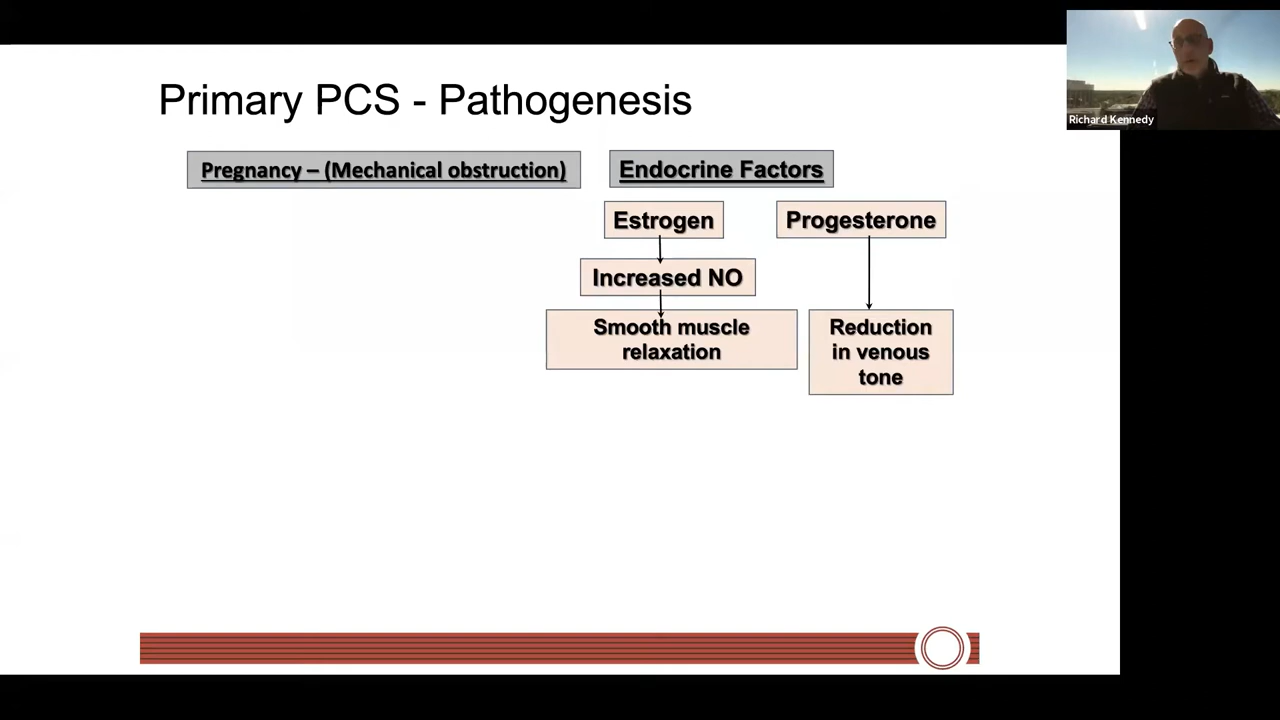 Primary PCS - Pathogenesis
Pregnancy – (Mechanical obstruction)
Endocrine Factors
Estrogen
Progesterone
Increased NO
Smooth muscle
relaxation
Reduction
in venous
tone
Richard Kennedy